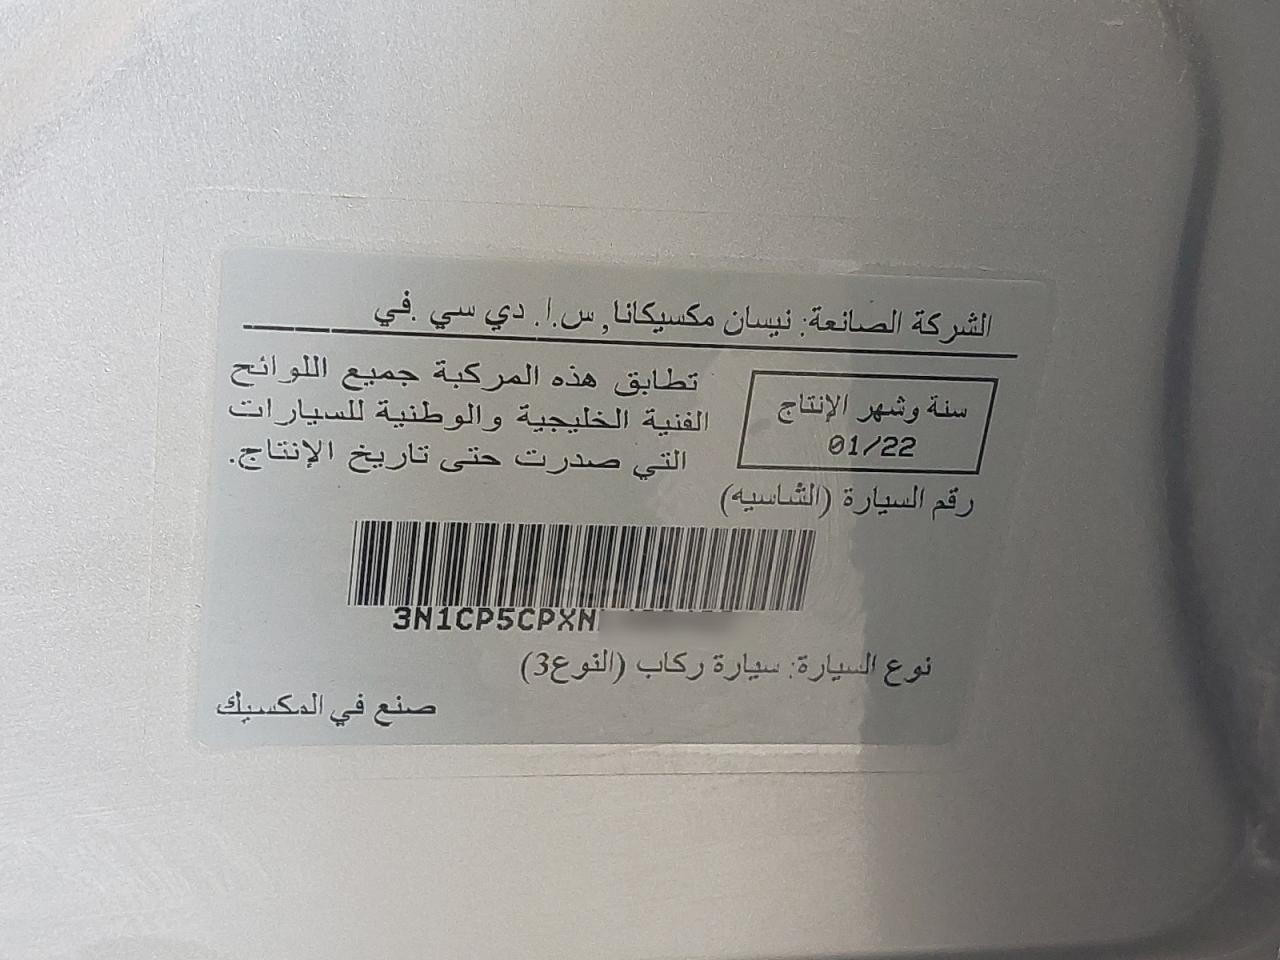 الشركة الصانعة: نيسان مكسيكانا, س.ا. دي سي .في
سنة وشهر الإنتاج
01/22
تطابق هذه المركبة جميع اللوائح
الفنية الخليجية والوطنية للسيارات
التي صدرت حتى تاريخ الإنتاج.
رقم السيارة (الشاسيه)
3N1CP5CPXN
نوع السيارة: سيارة ركاب (النوع3)
صنع في المكسيك